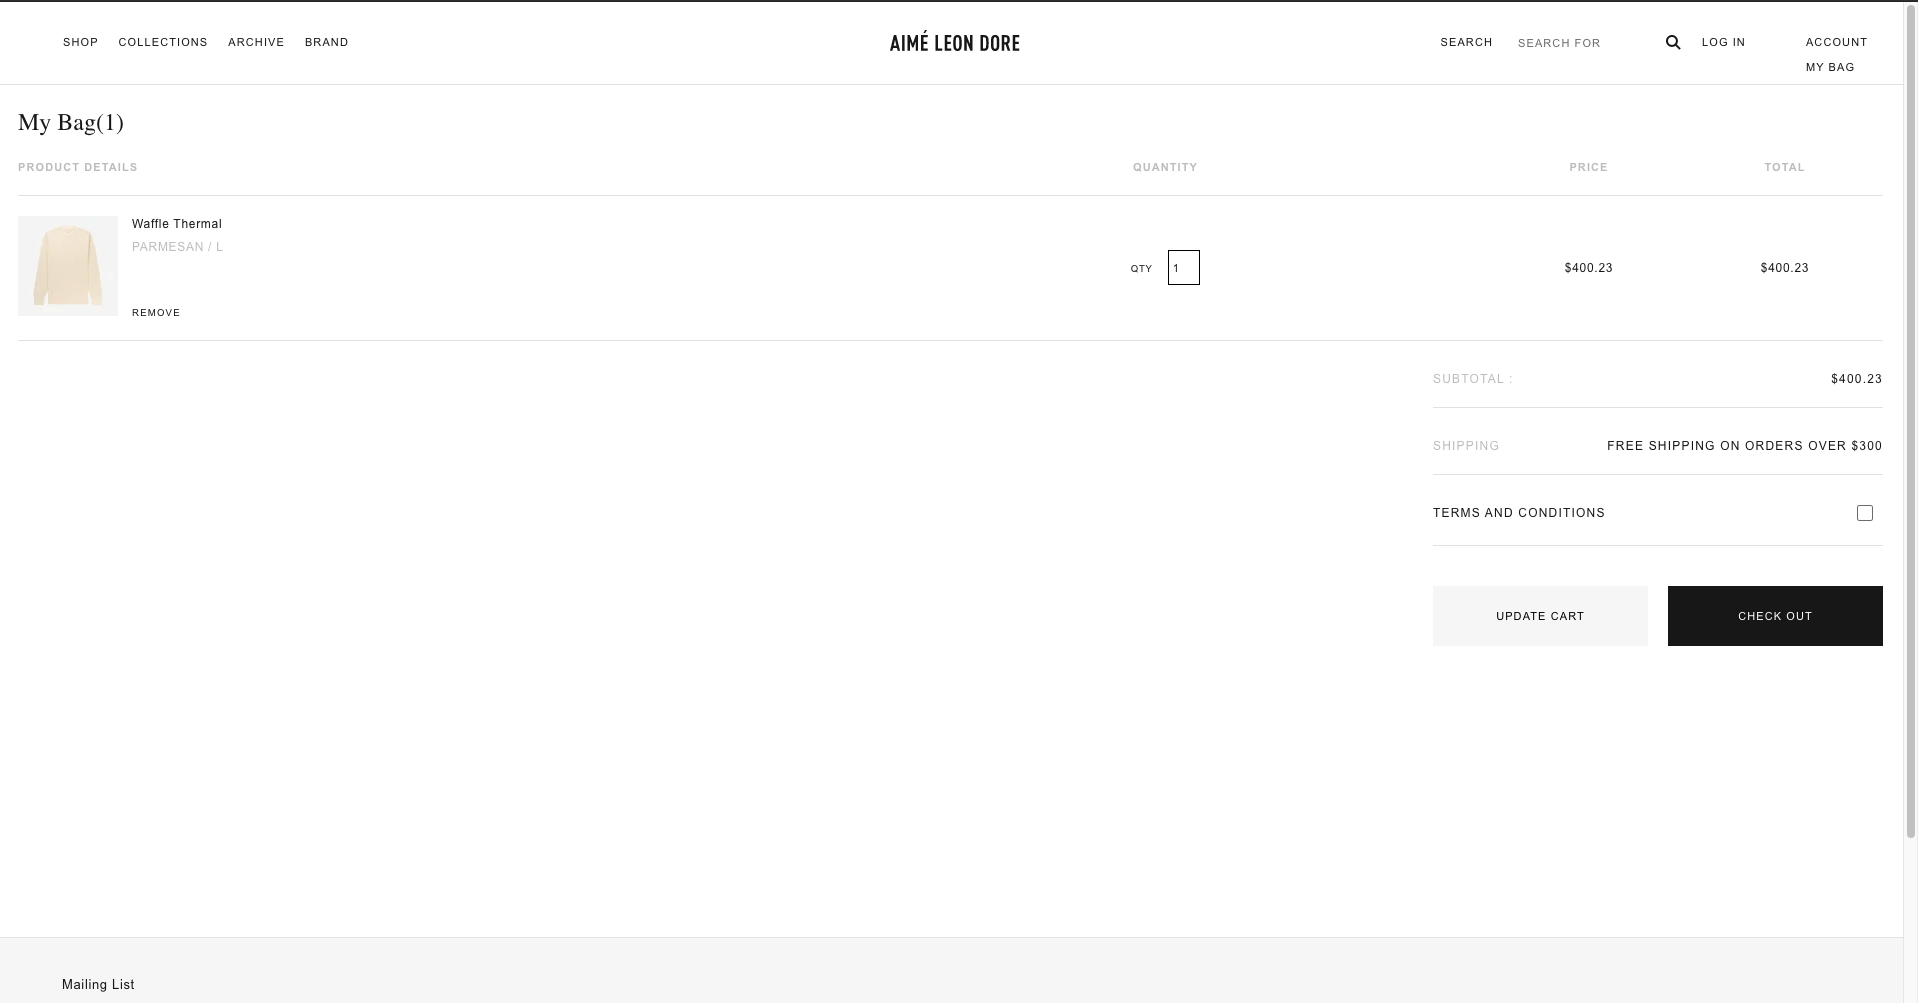 SHOP COLLECTIONS ARCHIVE BRAND AIMÉ LEON DORE SEARCH SEARCH FOR LOG IN ACCOUNT
MY BAG
My Bag(1)
PRODUCT DETAILS QUANTITY PRICE TOTAL
Waffle Thermal
PARMESAN / L
QTY 1 $400.23 $400.23
REMOVE
SUBTOTAL : $400.23
SHIPPING FREE SHIPPING ON ORDERS OVER $300
TERMS AND CONDITIONS
UPDATE CART CHECK OUT
Mailing List